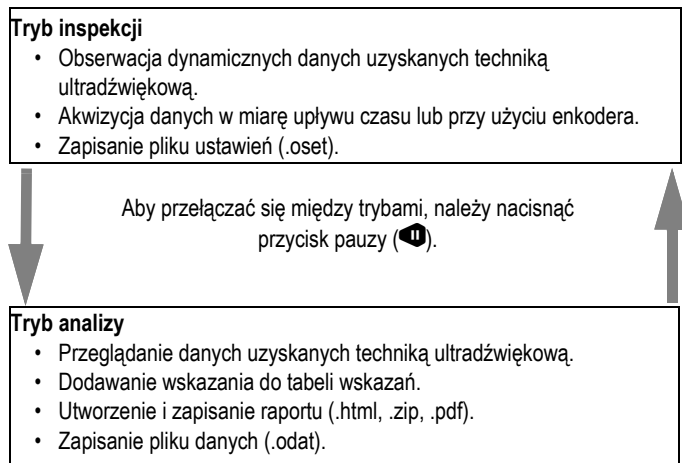 Tryb inspekcji
• Obserwacja dynamicznych danych uzyskanych techniką
ultradźwiękową.
• Akwizycja danych w miarę upływu czasu lub przy użyciu enkodera.
• Zapisanie pliku ustawień (.oset).
Aby przełączać się między trybami, należy nacisnąć
przycisk pauzy ().
Tryb analizy
• Przeglądanie danych uzyskanych techniką ultradźwiękową.
• Dodawanie wskazania do tabeli wskazań.
• Utworzenie i zapisanie raportu (.html, .zip, .pdf).
• Zapisanie pliku danych (.odat).